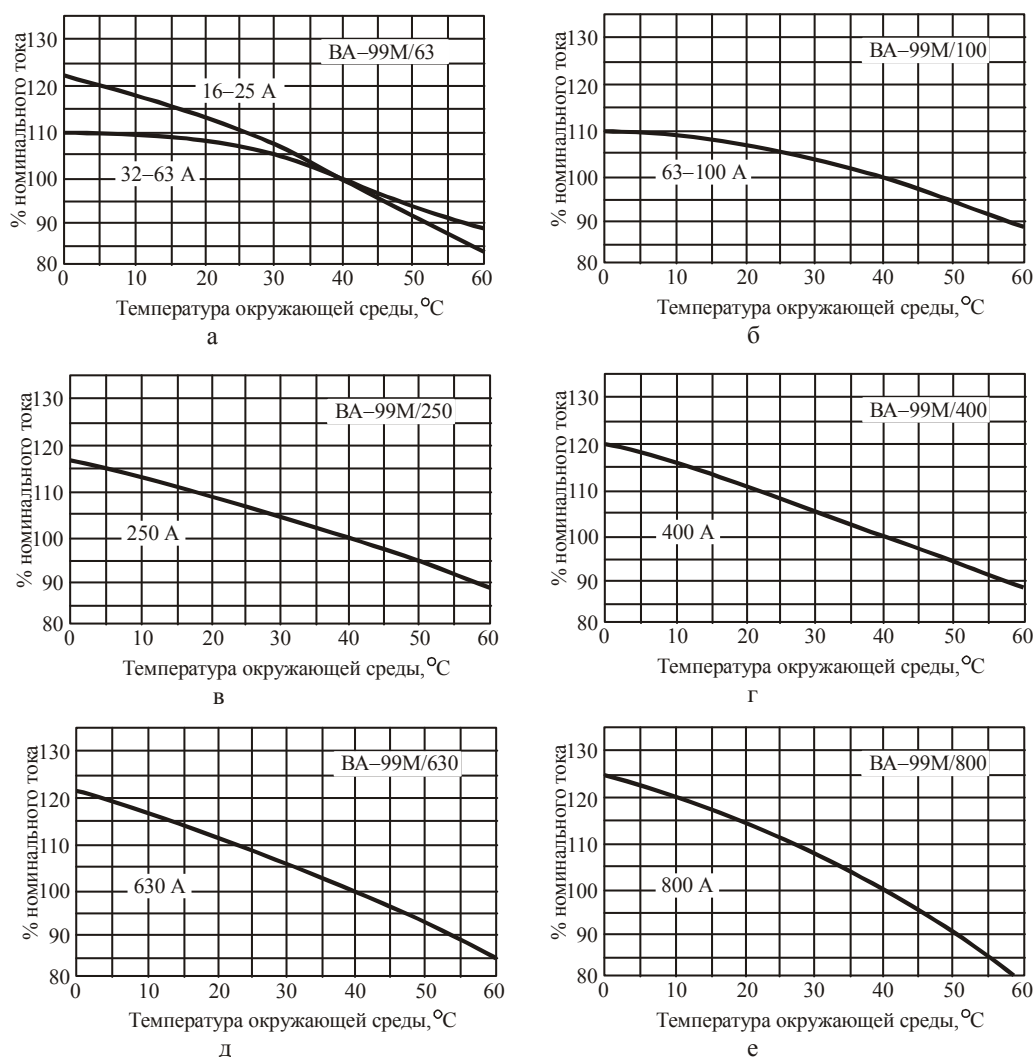 % номинального тока
130
120
110
100
90
80
ВА–99М/63
16–25 А
32–63 А
0 10 20 30 40 50 60
Температура окружающей среды, °С
а
% номинального тока
130
120
110
100
90
80
ВА–99М/100
63–100 А
0 10 20 30 40 50 60
Температура окружающей среды, °С
б
% номинального тока
130
120
110
100
90
80
ВА–99М/250
250 А
0 10 20 30 40 50 60
Температура окружающей среды, °С
в
% номинального тока
130
120
110
100
90
80
ВА–99М/400
400 А
0 10 20 30 40 50 60
Температура окружающей среды, °С
г
% номинального тока
130
120
110
100
90
80
ВА–99М/630
630 А
0 10 20 30 40 50 60
Температура окружающей среды, °С
д
% номинального тока
130
120
110
100
90
80
ВА–99М/800
800 А
0 10 20 30 40 50 60
Температура окружающей среды, °С
е